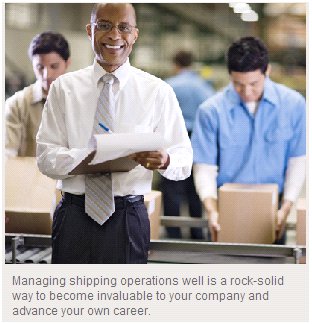 Managing shipping operations well is a rock-solid
way to become invaluable to your company and
advance your own career.